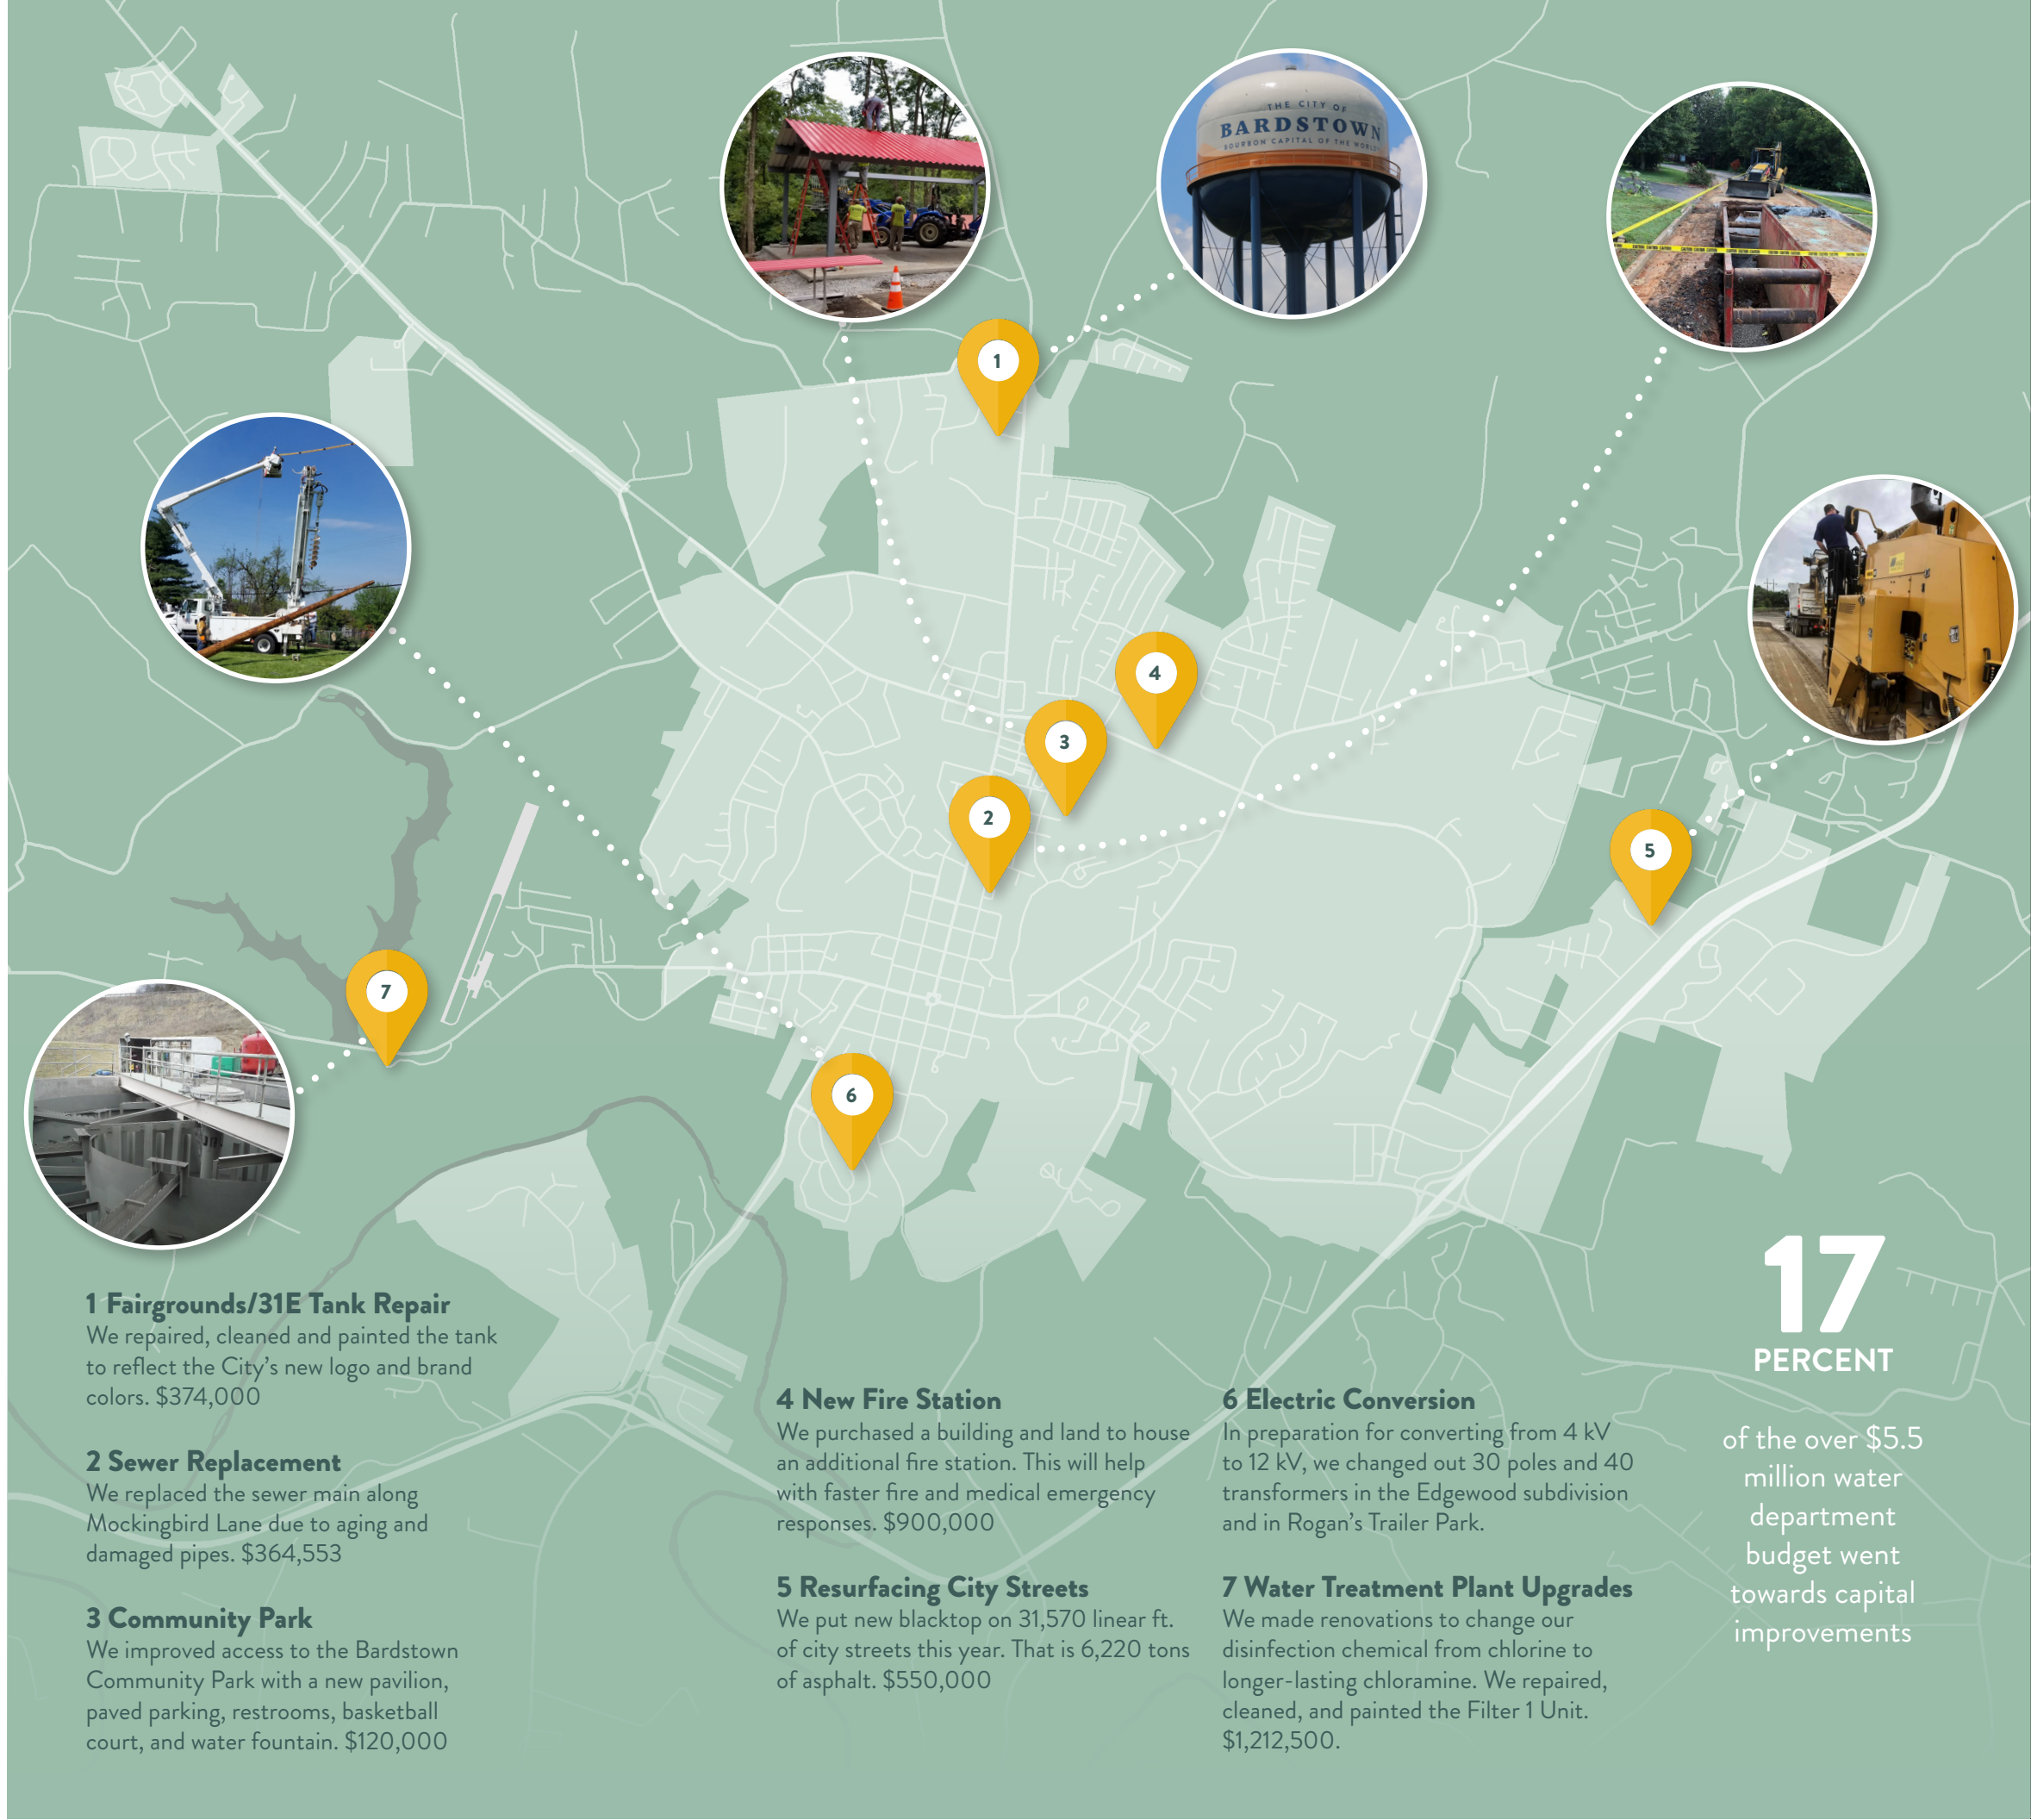 THE CITY OF
BARDSTOWN
BOURBON CAPITAL OF THE WORLD
1
4
3
2
5
7
6
1 Fairgrounds/31E Tank Repair
We repaired, cleaned and painted the tank
to reflect the City's new logo and brand
colors. $374,000
2 Sewer Replacement
We replaced the sewer main along
Mockingbird Lane due to aging and
damaged pipes. $364,553
3 Community Park
We improved access to the Bardstown
Community Park with a new pavilion,
paved parking, restrooms, basketball
court, and water fountain. $120,000
4 New Fire Station
We purchased a building and land to house
an additional fire station. This will help
with faster fire and medical emergency
responses. $900,000
5 Resurfacing City Streets
We put new blacktop on 31,570 linear ft.
of city streets this year. That is 6,220 tons
of asphalt. $550,000
6 Electric Conversion
In preparation for converting from 4 kV
to 12 kV, we changed out 30 poles and 40
transformers in the Edgewood subdivision
and in Rogan's Trailer Park.
7 Water Treatment Plant Upgrades
We made renovations to change our
disinfection chemical from chlorine to
longer-lasting chloramine. We repaired,
cleaned, and painted the Filter 1 Unit.
$1,212,500.
17
PERCENT
of the over $5.5
million water
department
budget went
towards capital
improvements